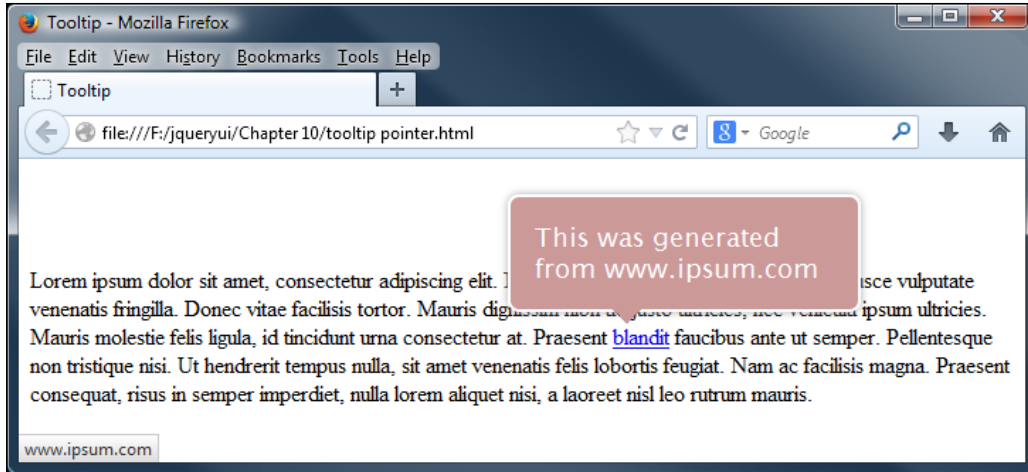 Tooltip - Mozilla Firefox
File Edit View History Bookmarks Tools Help
Tooltip +
file:///F:/jqueryui/Chapter 10/tooltip pointer.html 8 Google
This was generated
from www.ipsum.com
Lorem ipsum dolor sit amet, consectetur adipiscing elit. usce vulputate
venenatis fringilla. Donec vitae facilisis tortor. Mauris ipsum ultricies.
Mauris molestie felis ligula, id tincidunt urna consectetur at. Praesent blandit faucibus ante ut semper. Pellentesque
non tristique nisi. Ut hendrerit tempus nulla, sit amet venenatis felis lobortis feugiat. Nam ac facilisis magna. Praesent
consequat, risus in semper imperdiet, nulla lorem aliquet nisi, a laoreet nisl leo rutrum mauris.
www.ipsum.com